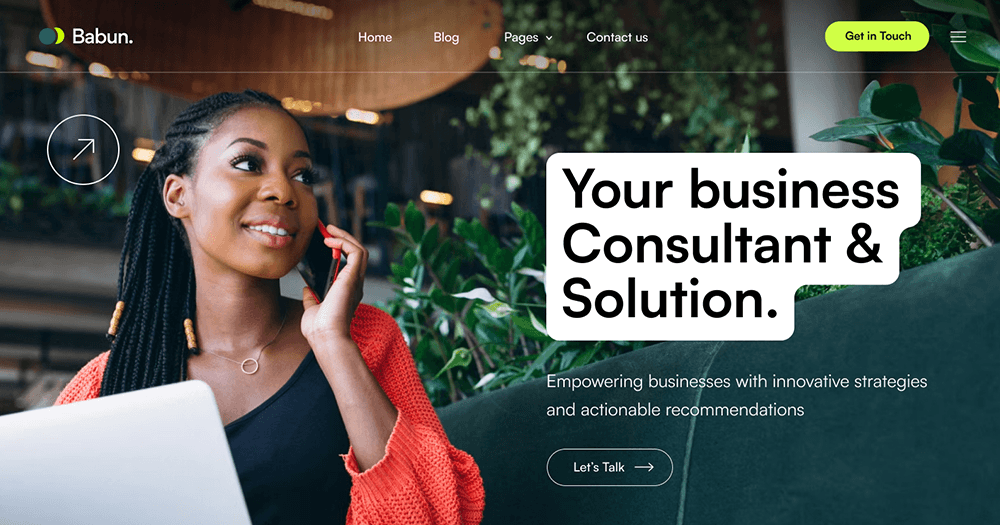 Babun.
Home
Blog
Pages
Contact us
Get in Touch
Your business
Consultant &
Solution.
Empowering businesses with innovative strategies
and actionable recommendations
Let's Talk